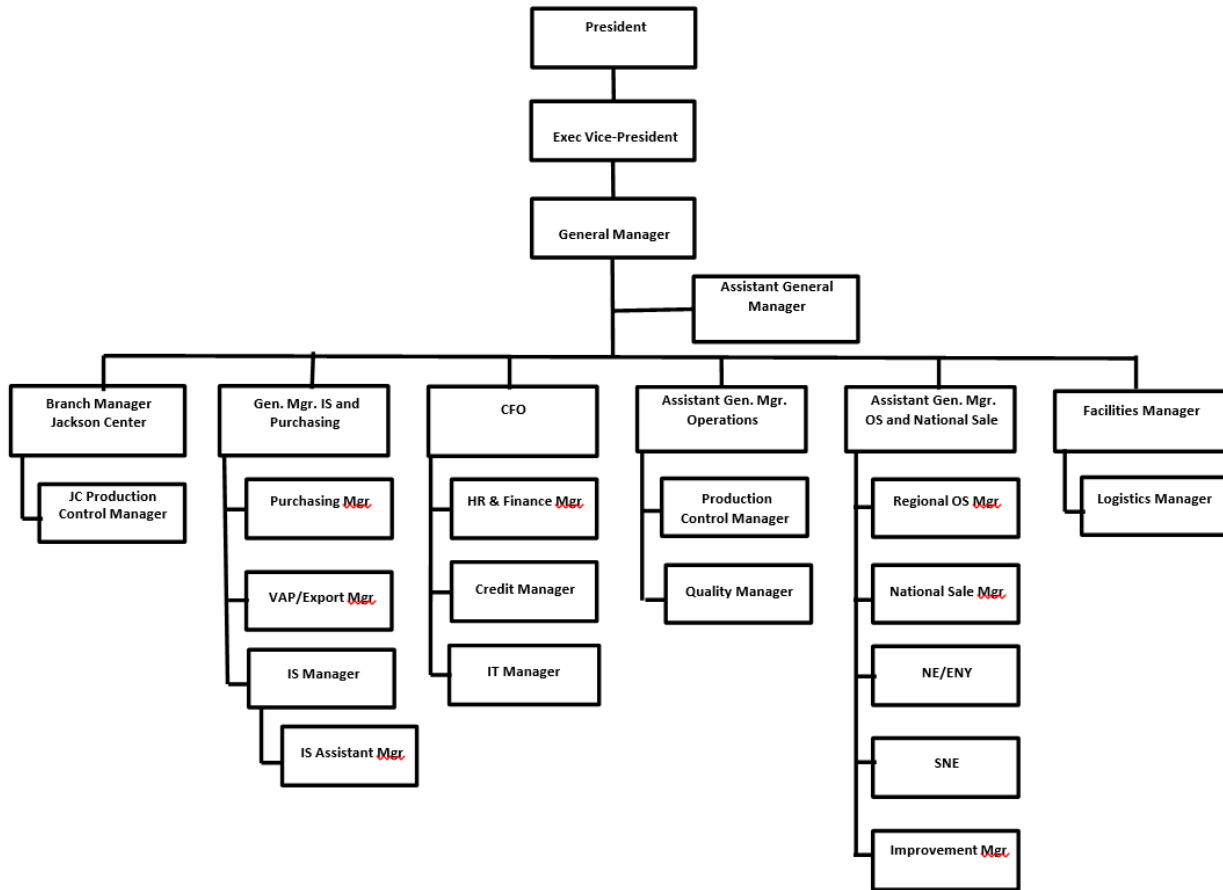 President
Exec Vice-President
General Manager
Assistant General
Manager
Branch Manager
Jackson Center
Gen. Mgr. IS and
Purchasing
CFO
Assistant Gen. Mgr.
Operations
Assistant Gen. Mgr.
OS and National Sale
Facilities Manager
JC Production
Control Manager
Purchasing Mgr
HR & Finance Mgr
Production
Control Manager
Regional OS Mgr
Logistics Manager
VAP/Export Mgr
Credit Manager
Quality Manager
National Sale Mgr
IS Manager
IT Manager
NE/ENY
IS Assistant Mgr
SNE
Improvement Mgr